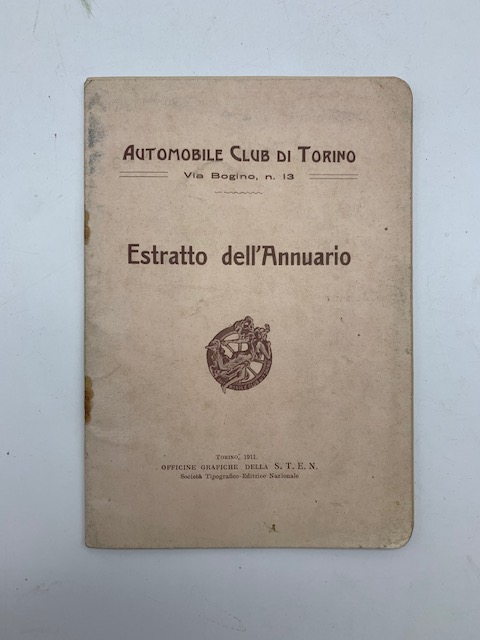 AUTOMOBILE CLUB DI TORINO
Via Bogino, n. 13
Estratto dell'Annuario
TORINO, 1911
OFFICINE GRAFICHE DELLA S. T. E. N.
Società Tipografico-Editrice Nazionale